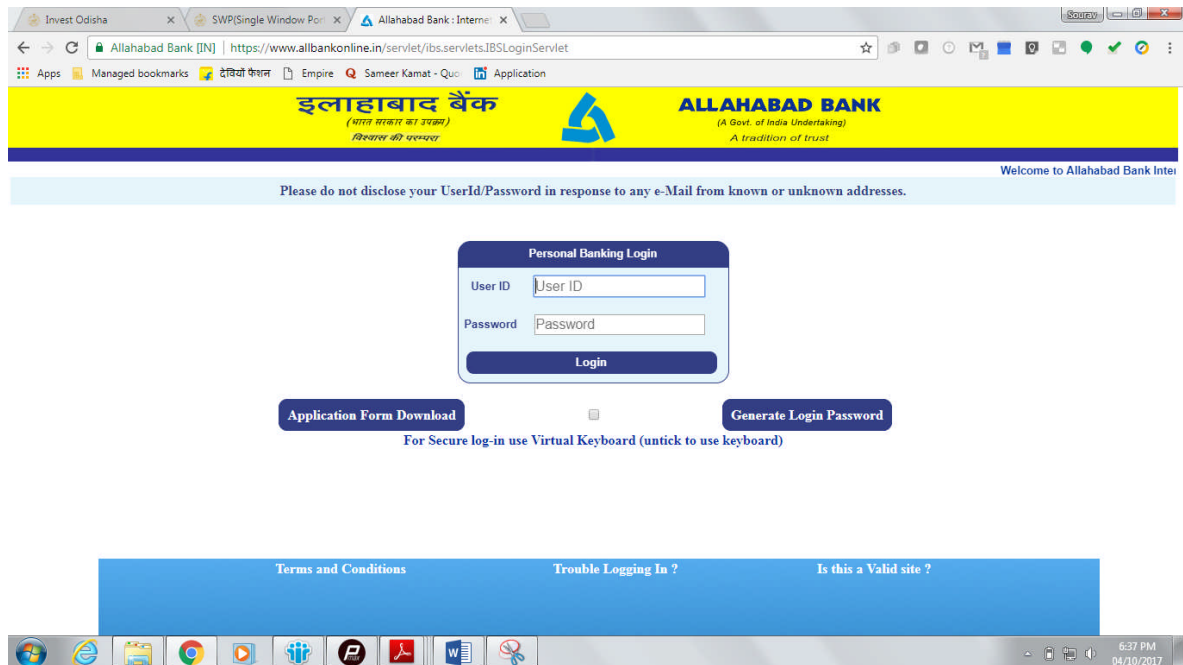 Invest Odisha
SWP(Single Window Por
Allahabad Bank : Internet
Sourav
Allahabad Bank [IN] | https://www.allbankonline.in/servlet/ibs.servlets.IBSLoginServlet
Apps Managed bookmarks देवियों फैशन Empire Sameer Kamat - Quo Application
इलाहाबाद बैंक ALLAHABAD BANK
(भारत सरकार का उपक्रम) (A Govt. of India Undertaking)
विश्वास की परम्परा A tradition of trust
Welcome to Allahabad Bank Inter
Please do not disclose your UserId/Password in response to any e-Mail from known or unknown addresses.
Personal Banking Login
User ID User ID
Password Password
Login
Application Form Download Generate Login Password
For Secure log-in use Virtual Keyboard (untick to use keyboard)
Terms and Conditions Trouble Logging In ? Is this a Valid site ?
6:37 PM
04/10/2017